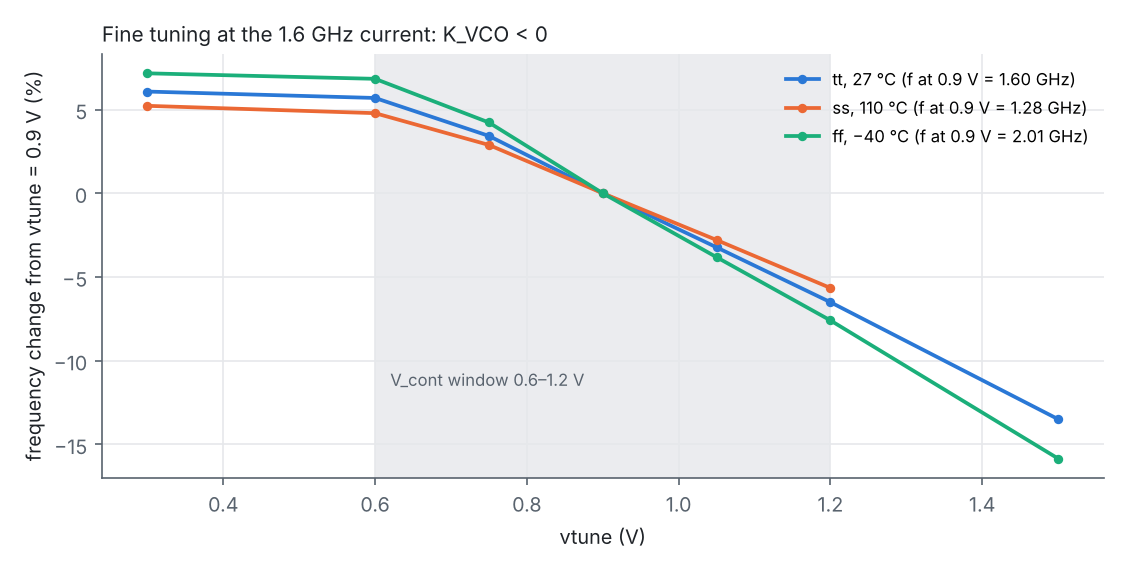 Fine tuning at the 1.6 GHz current: K_VCO < 0
frequency change from vtune = 0.9 V (%)
5
0
−5
−10
−15
tt, 27 °C (f at 0.9 V = 1.60 GHz)
ss, 110 °C (f at 0.9 V = 1.28 GHz)
ff, −40 °C (f at 0.9 V = 2.01 GHz)
V_cont window 0.6–1.2 V
0.4 0.6 0.8 1.0 1.2 1.4
vtune (V)